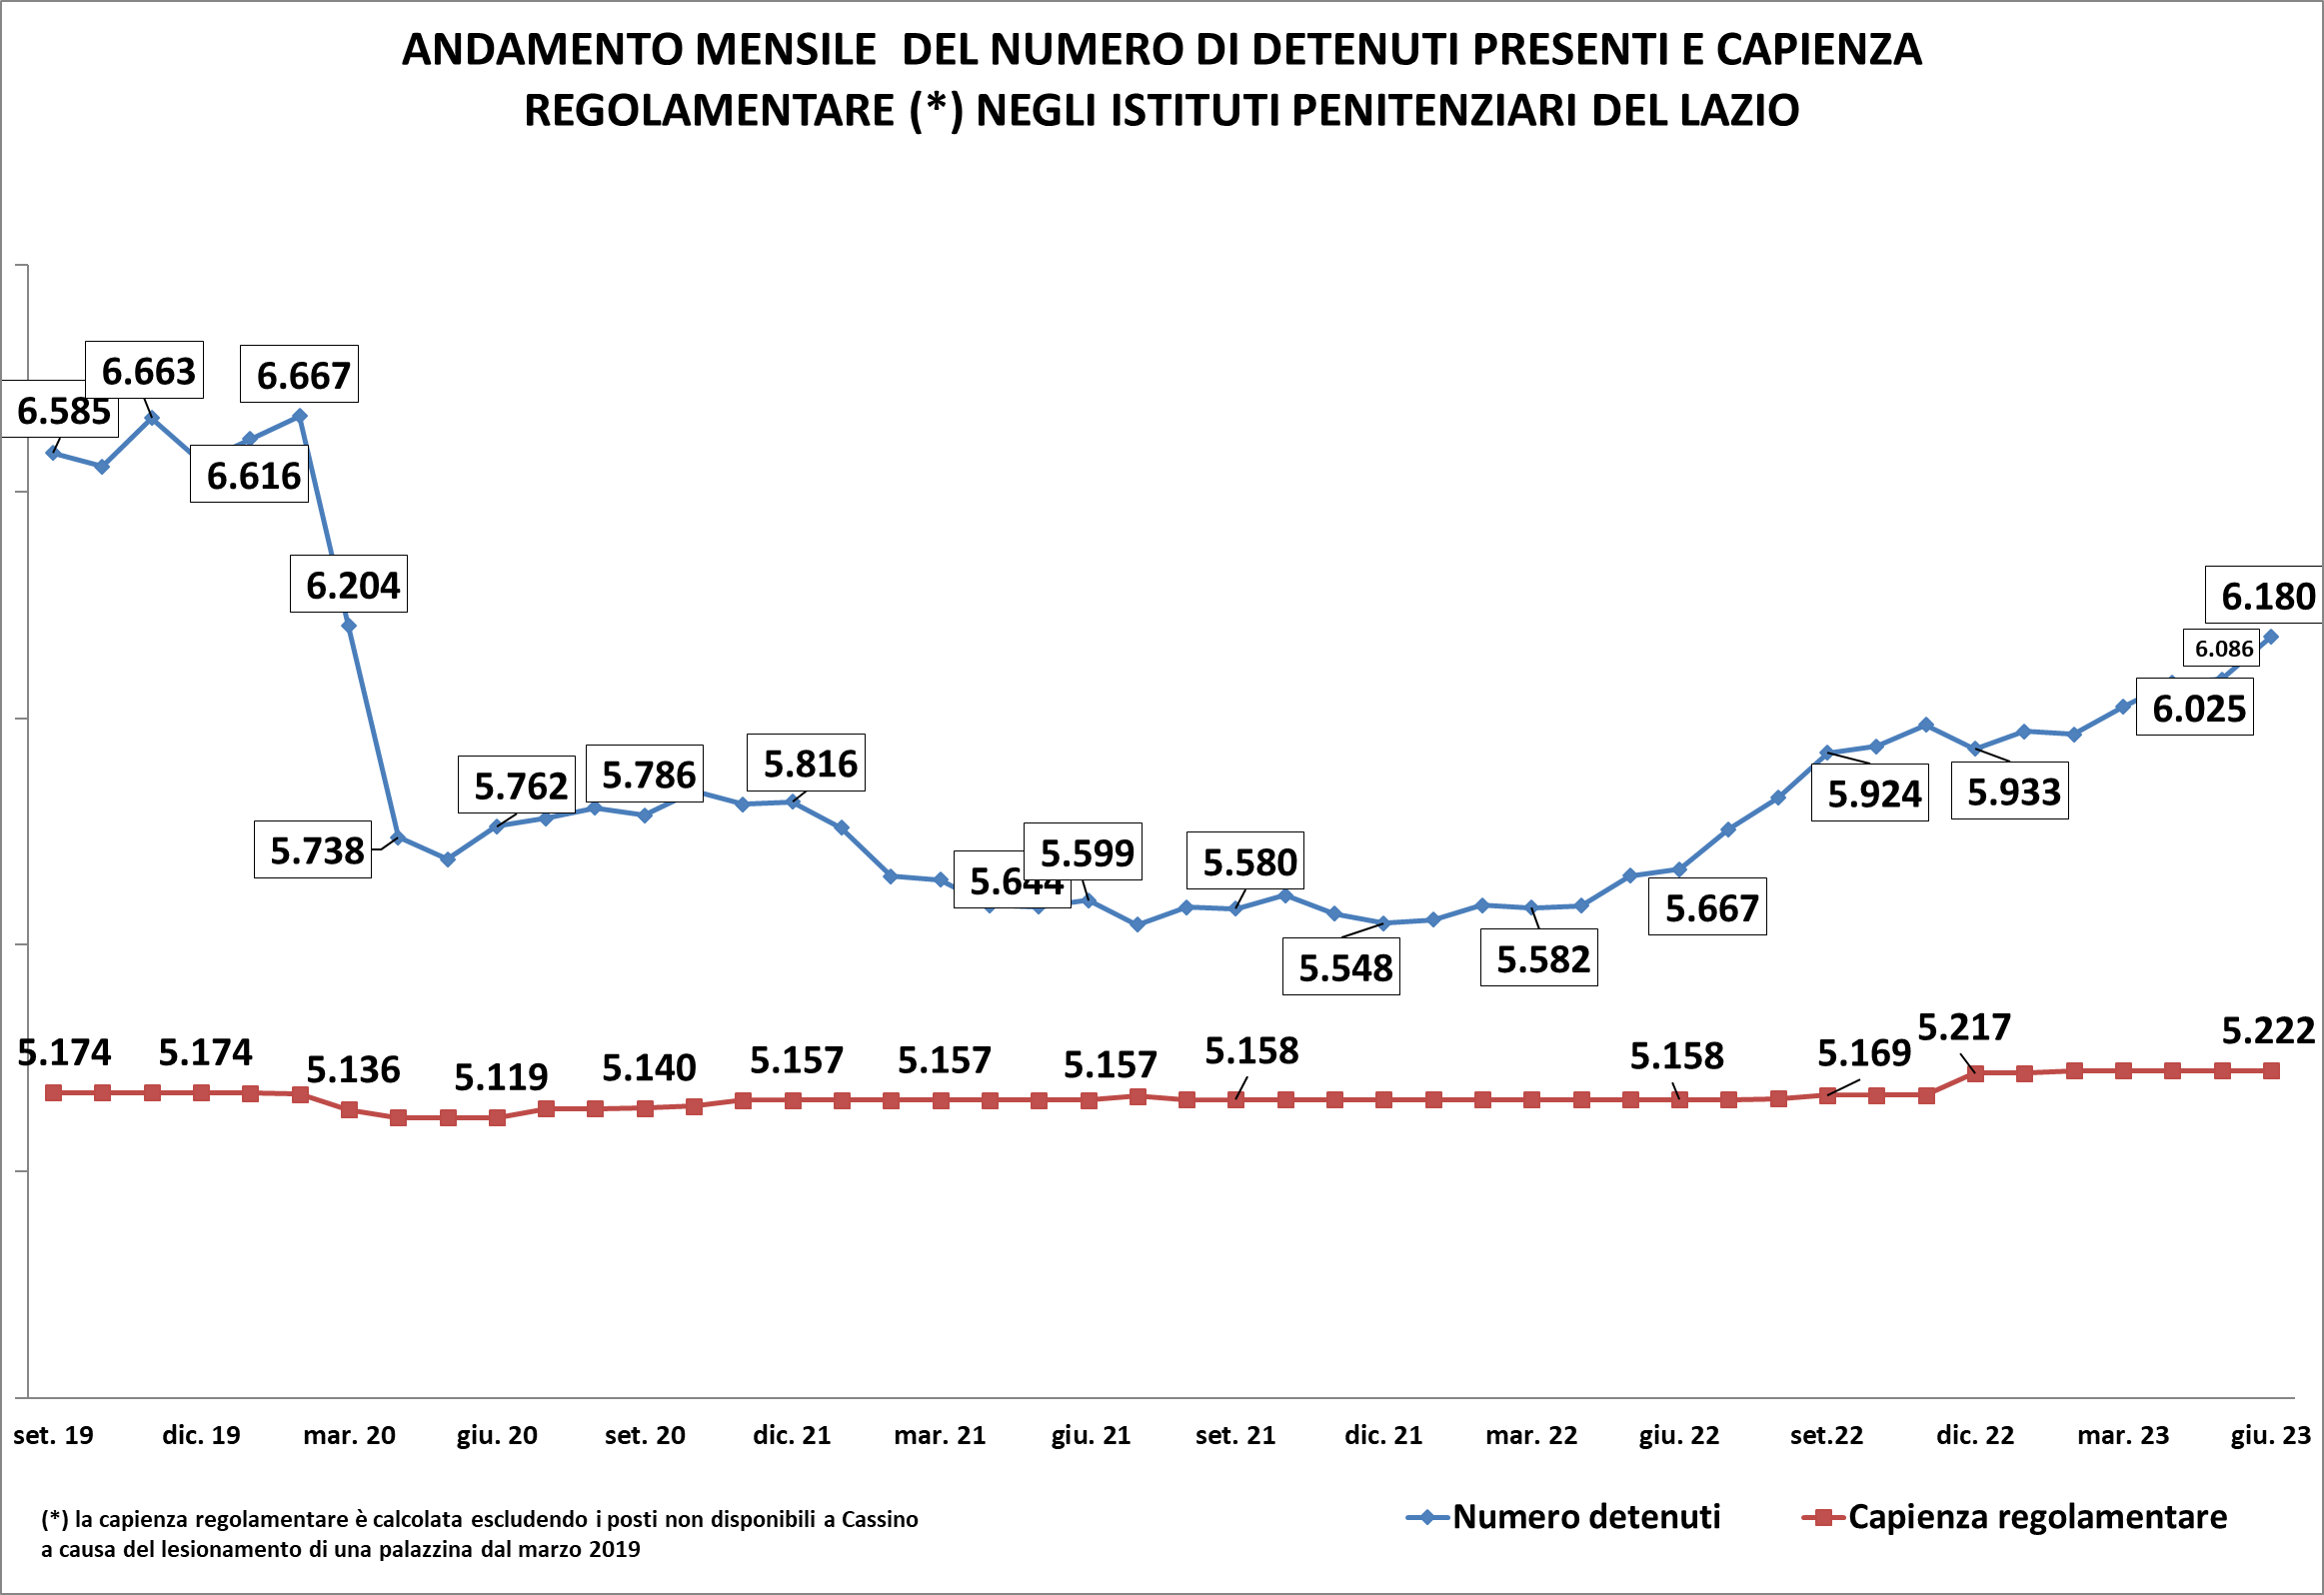 ANDAMENTO MENSILE  DEL NUMERO DI DETENUTI PRESENTI E CAPIENZA
REGOLAMENTARE (*) NEGLI ISTITUTI PENITENZIARI DEL LAZIO
6.585
6.663
6.616
6.667
6.204
5.738
5.762
5.786
5.816
5.644
5.599
5.580
5.548
5.582
5.667
5.924
5.933
6.025
6.086
6.180
5.174
5.174
5.136
5.119
5.140
5.157
5.157
5.157
5.158
5.158
5.169
5.217
5.222
set. 19
dic. 19
mar. 20
giu. 20
set. 20
dic. 21
mar. 21
giu. 21
set. 21
dic. 21
mar. 22
giu. 22
set.22
dic. 22
mar. 23
giu. 23
(*) la capienza regolamentare è calcolata escludendo i posti non disponibili a Cassino
a causa del lesionamento di una palazzina dal marzo 2019
Numero detenuti
Capienza regolamentare